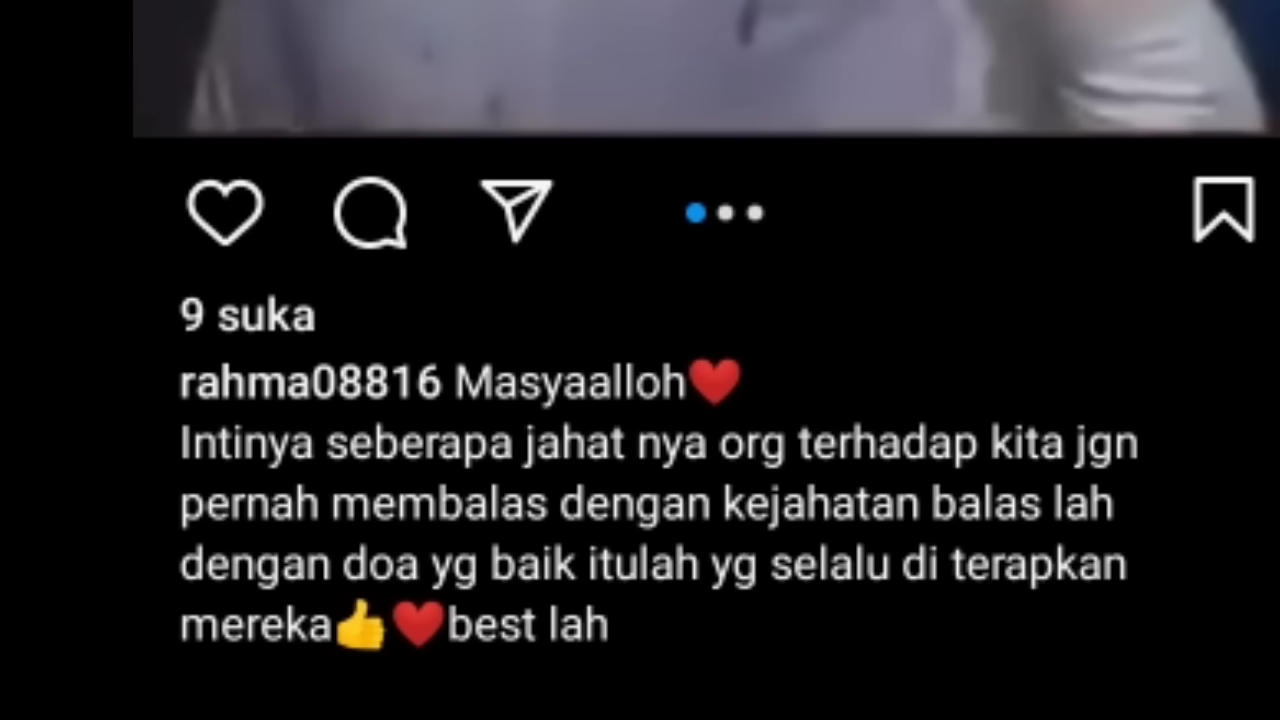 9 suka
rahma08816 Masyaalloh❤️
Intinya seberapa jahat nya org terhadap kita jgn
pernah membalas dengan kejahatan balas lah
dengan doa yg baik itulah yg selalu di terapkan
mereka👍❤️best lah